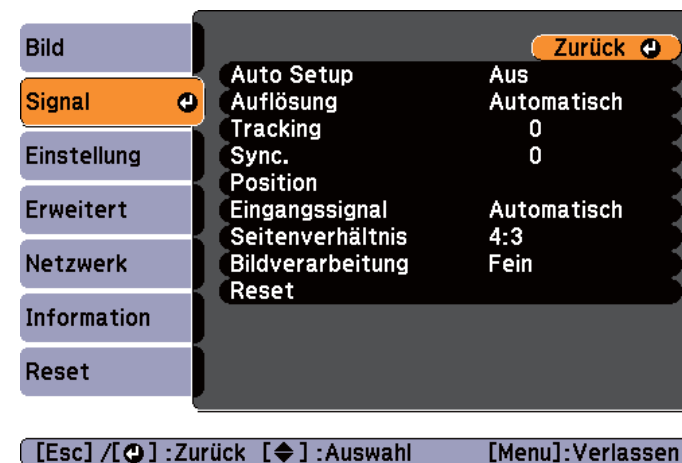 Bild
Signal
Einstellung
Erweitert
Netzwerk
Information
Reset
Zurück
Auto Setup Aus
Auflösung Automatisch
Tracking 0
Sync. 0
Position
Eingangssignal Automatisch
Seitenverhältnis 4:3
Bildverarbeitung Fein
Reset
[Esc] /[⏎] :Zurück [◆] :Auswahl [Menu]:Verlassen